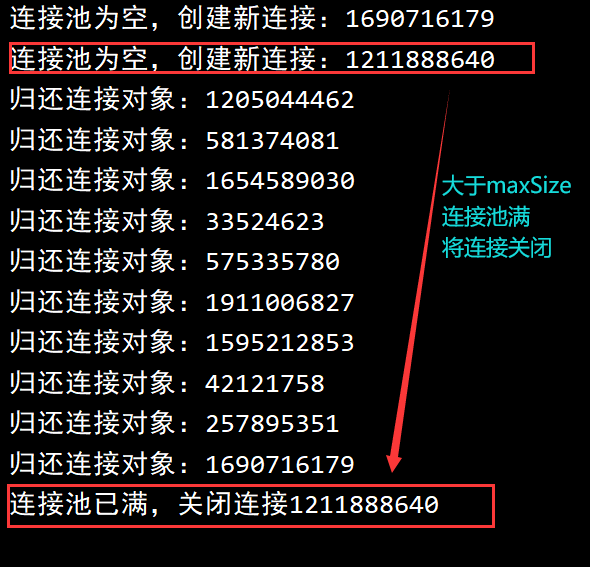 连接池为空，创建新连接：1690716179
连接池为空，创建新连接：1211888640
归还连接对象：1205044462
归还连接对象：581374081
归还连接对象：1654589030
归还连接对象：33524623
归还连接对象：575335780
归还连接对象：1911006827
归还连接对象：1595212853
归还连接对象：42121758
归还连接对象：257895351
归还连接对象：1690716179
连接池已满，关闭连接1211888640
大于maxSize
连接池满
将连接关闭